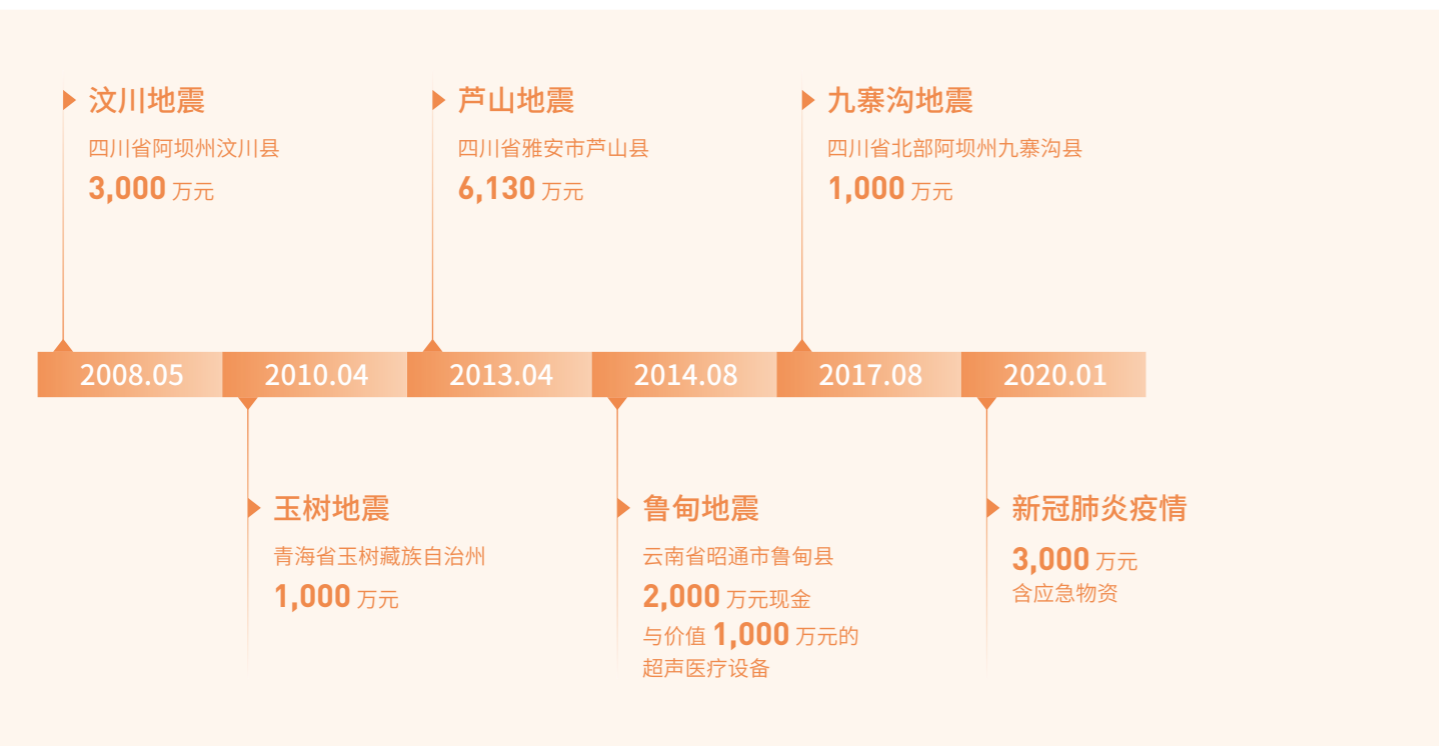 汶川地震
四川省阿坝州汶川县
3,000 万元
芦山地震
四川省雅安市芦山县
6,130 万元
九寨沟地震
四川省北部阿坝州九寨沟县
1,000 万元
2008.05
2010.04
2013.04
2014.08
2017.08
2020.01
玉树地震
青海省玉树藏族自治州
1,000 万元
鲁甸地震
云南省昭通市鲁甸县
2,000 万元现金
与价值 1,000 万元的
超声医疗设备
新冠肺炎疫情
3,000 万元
含应急物资